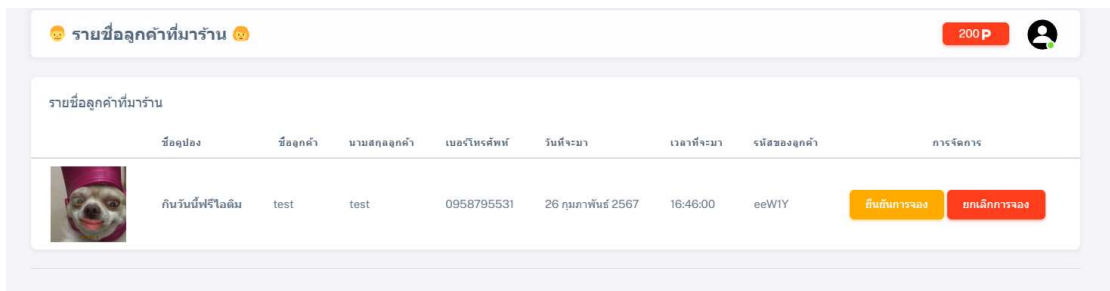 👨‍🦰 รายชื่อลูกค้าที่มาร้าน 👩‍🦰
200 P
รายชื่อลูกค้าที่มาร้าน
ชื่อคูปอง ชื่อลูกค้า นามสกุลลูกค้า เบอร์โทรศัพท์ วันที่จะมา เวลาที่จะมา รหัสของลูกค้า การจัดการ
กินวันนี้ฟรีไอติม test test 0958795531 26 กุมภาพันธ์ 2567 16:46:00 eeW1Y ยืนยันการจอง ยกเลิกการจอง